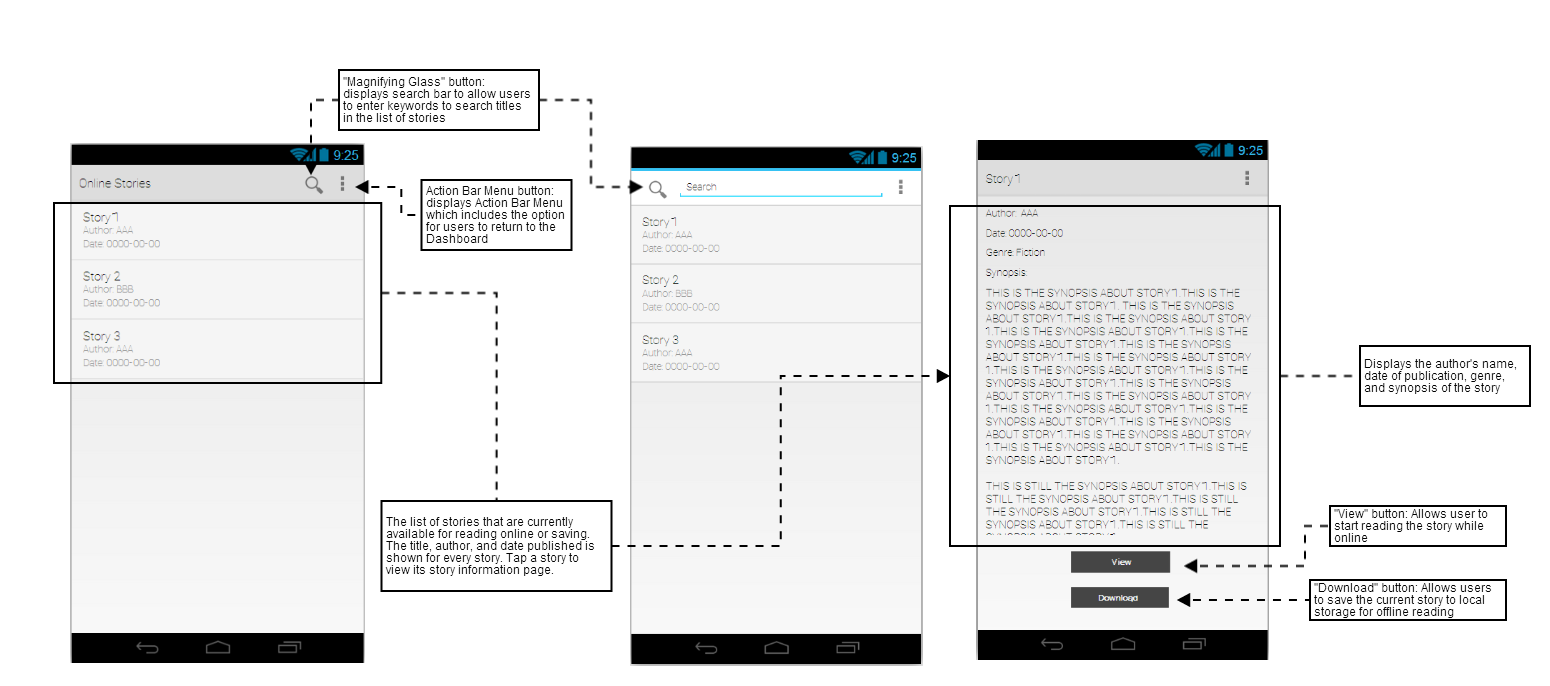 "Magnifying Glass" button:
displays search bar to allow users
to enter keywords to search titles
in the list of stories
9:25
Online Stories
Story 1
Author: AAA
Date: 0000-00-00
Story 2
Author: BBB
Date: 0000-00-00
Story 3
Author: AAA
Date: 0000-00-00
Action Bar Menu button:
displays Action Bar Menu
which includes the option
for users to return to the
Dashboard
The list of stories that are currently
available for reading online or saving.
The title, author, and date published is
shown for every story. Tap a story to
view its story information page.
9:25
Search
Story 1
Author: AAA
Date: 0000-00-00
Story 2
Author: BBB
Date: 0000-00-00
Story 3
Author: AAA
Date: 0000-00-00
9:25
Story 1
Author: AAA
Date: 0000-00-00
Genre: Fiction
Synopsis:
THIS IS THE SYNOPSIS ABOUT STORY 1.THIS IS THE
SYNOPSIS ABOUT STORY 1. THIS IS THE SYNOPSIS
ABOUT STORY 1.THIS IS THE SYNOPSIS ABOUT STORY
1.THIS IS THE SYNOPSIS ABOUT STORY 1.THIS IS THE
SYNOPSIS ABOUT STORY 1.THIS IS THE SYNOPSIS
ABOUT STORY 1.THIS IS THE SYNOPSIS ABOUT STORY
1.THIS IS THE SYNOPSIS ABOUT STORY 1.THIS IS THE
SYNOPSIS ABOUT STORY 1.THIS IS THE SYNOPSIS
ABOUT STORY 1.THIS IS THE SYNOPSIS ABOUT STORY
1.THIS IS THE SYNOPSIS ABOUT STORY 1.THIS IS THE
SYNOPSIS ABOUT STORY 1.THIS IS THE SYNOPSIS
ABOUT STORY 1.THIS IS THE SYNOPSIS ABOUT STORY
1.THIS IS THE SYNOPSIS ABOUT STORY 1.THIS IS THE
SYNOPSIS ABOUT STORY 1.
THIS IS STILL THE SYNOPSIS ABOUT STORY 1.THIS IS
STILL THE SYNOPSIS ABOUT STORY 1.THIS IS STILL
THE SYNOPSIS ABOUT STORY 1.THIS IS STILL THE
SYNOPSIS ABOUT STORY 1.THIS IS STILL THE
SYNOPSIS ABOUT STORY 1.
View
Download
Displays the author's name,
date of publication, genre,
and synopsis of the story
"View" button: Allows user to
start reading the story while
online
"Download" button: Allows users
to save the current story to local
storage for offline reading